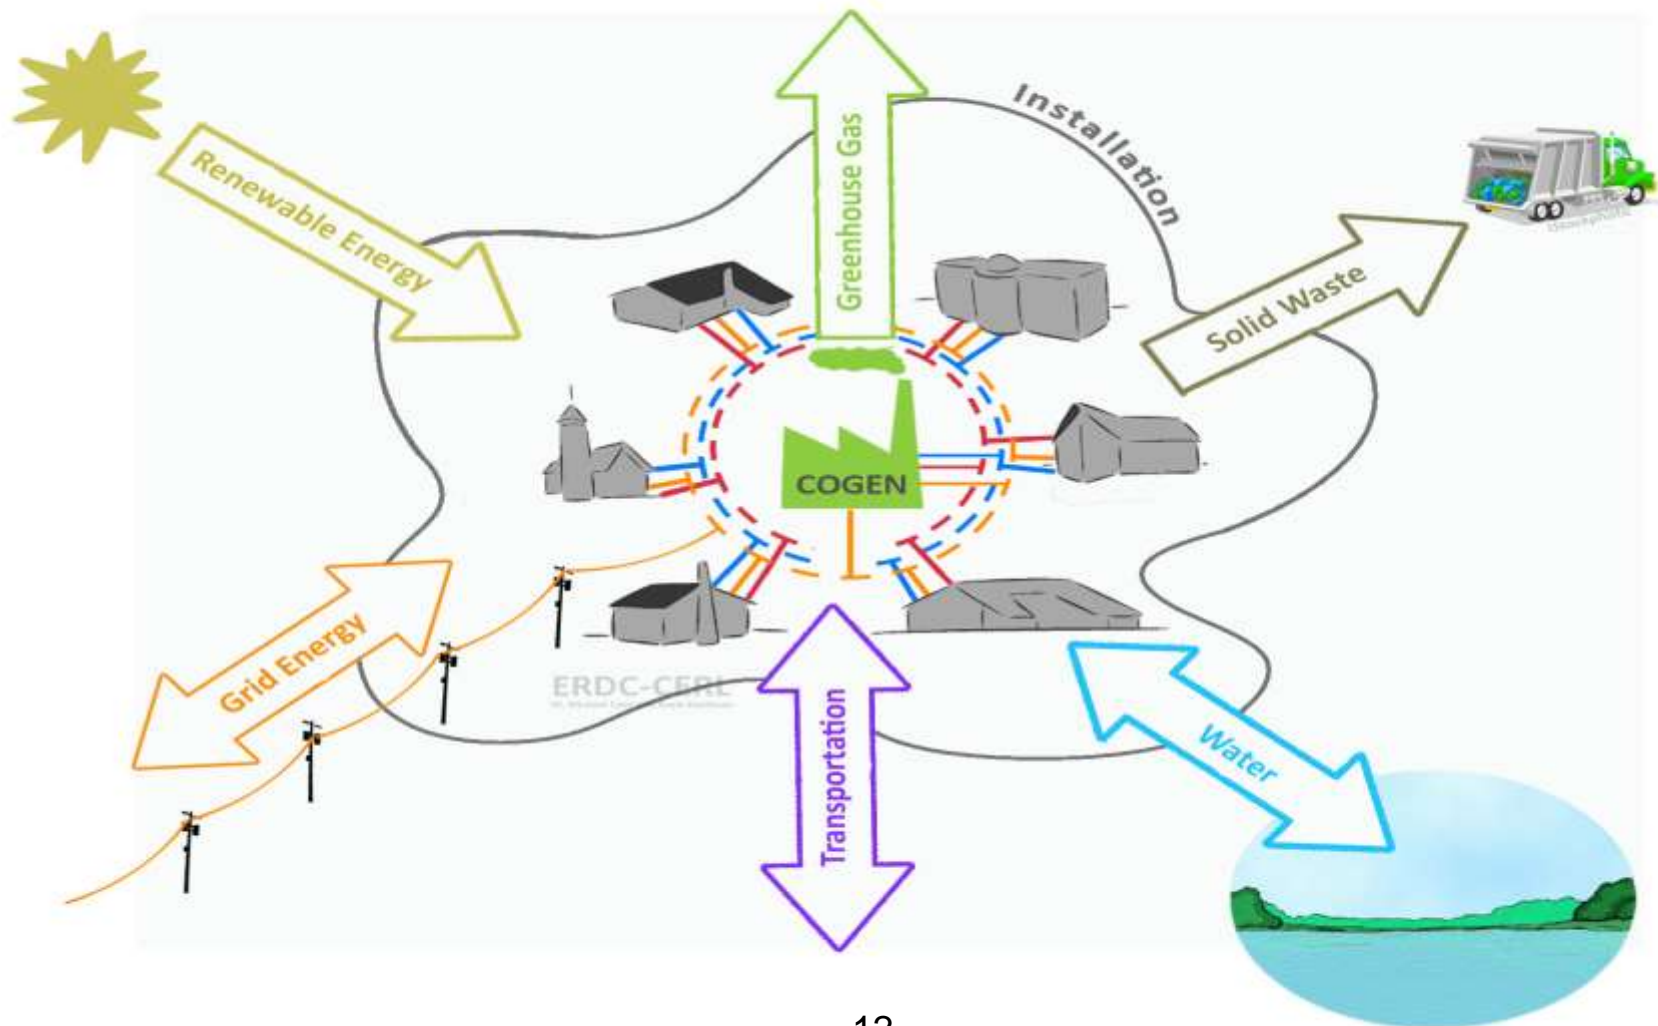 Installation
Greenhouse Gas
Renewable Energy
Solid Waste
COGEN
Grid Energy
ERDC-CERL
Transportation
Water
12